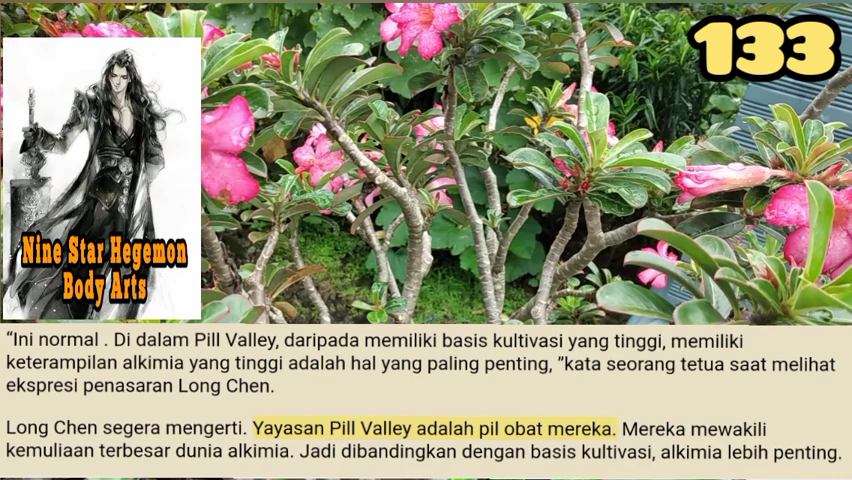 133
Nine Star Hegemon
Body Arts
“Ini normal . Di dalam Pill Valley, daripada memiliki basis kultivasi yang tinggi, memiliki
keterampilan alkimia yang tinggi adalah hal yang paling penting, ”kata seorang tetua saat melihat
ekspresi penasaran Long Chen.
Long Chen segera mengerti. Yayasan Pill Valley adalah pil obat mereka. Mereka mewakili
kemuliaan terbesar dunia alkimia. Jadi dibandingkan dengan basis kultivasi, alkimia lebih penting.